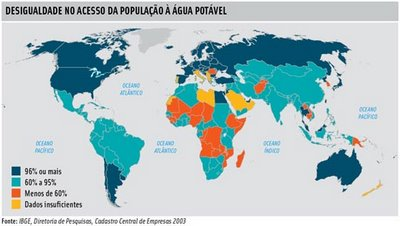 DESIGUALDADE NO ACESSO DA POPULAÇÃO À ÁGUA POTÁVEL
OCEANO
ATLÂNTICO
OCEANO
PACÍFICO
OCEANO
PACÍFICO
OCEANO
ATLÂNTICO
OCEANO
ÍNDICO
96% ou mais
60% a 95%
Menos de 60%
Dados insuficientes
Fonte: IBGE, Diretoria de Pesquisas, Cadastro Central de Empresas 2003